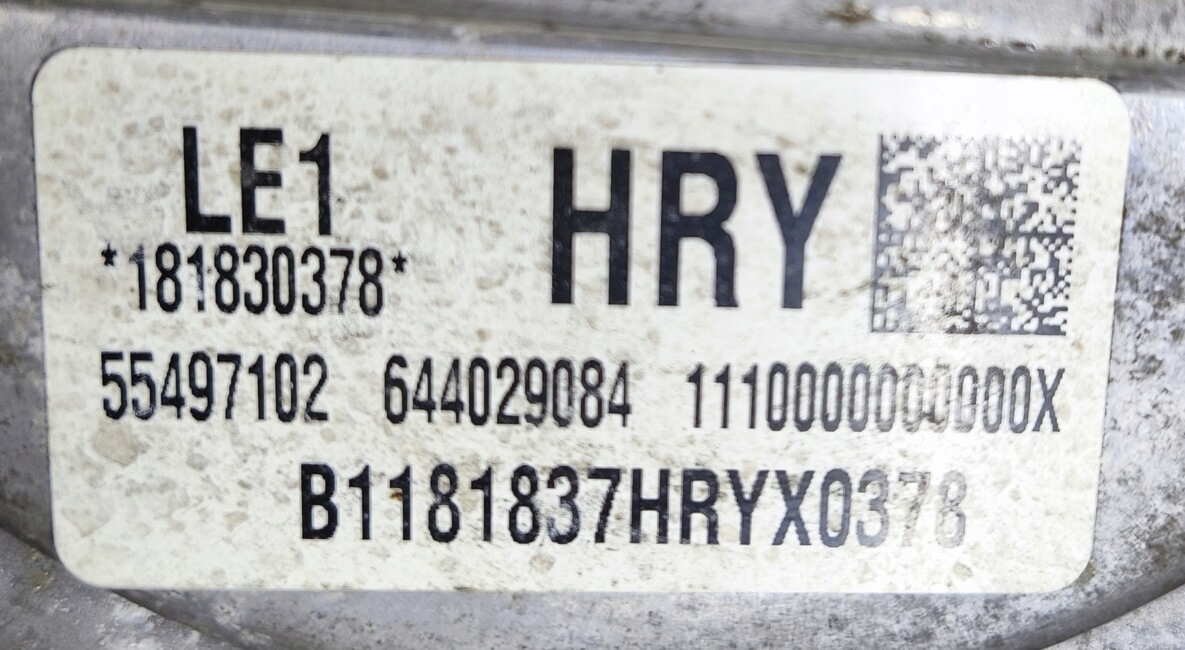 LE1 HRY
*181830378*
55497102 644029084 1110000000000X
B1181837HRYX0378